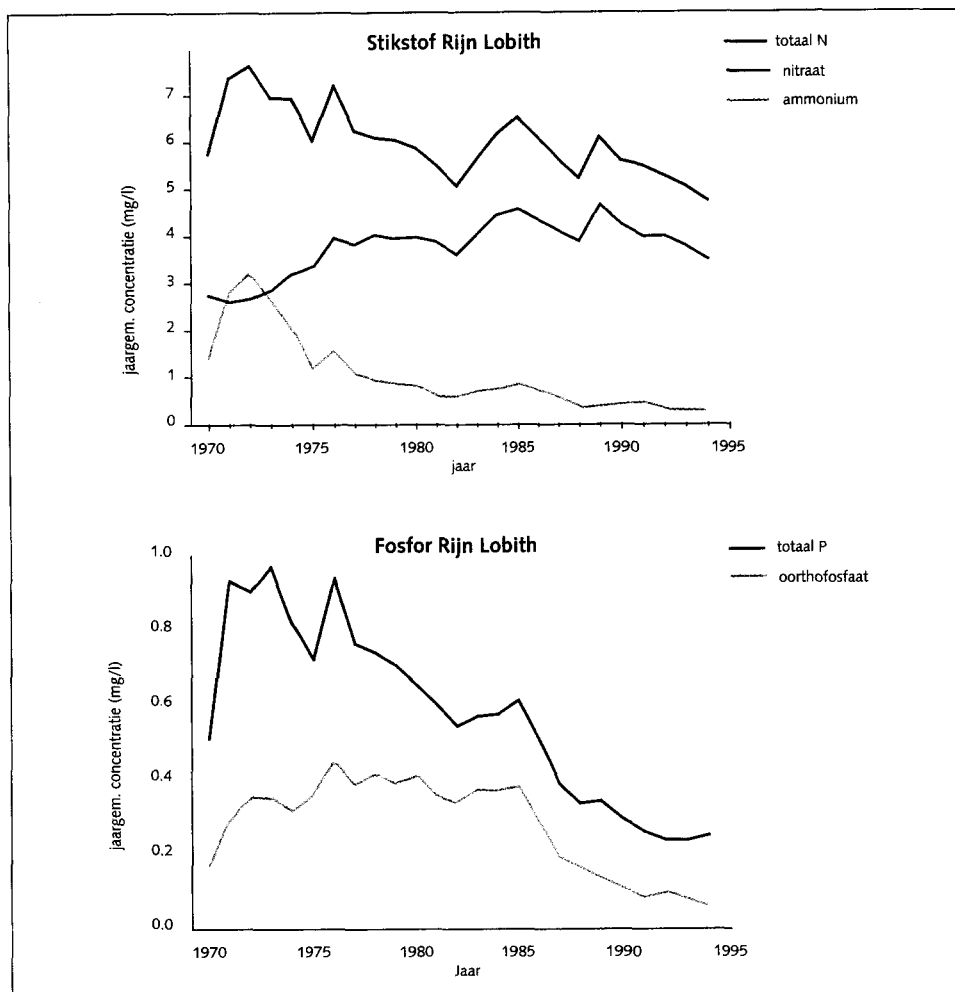 Stikstof Rijn Lobith
totaal N
nitraat
ammonium
jaargem. concentratie (mg/l)
7
6
5
4
3
2
1
0
1970 1975 1980 1985 1990 1995
jaar
Fosfor Rijn Lobith
totaal P
oorthofosfaat
jaargem. concentratie (mg/l)
1.0
0.8
0.6
0.4
0.2
0.0
1970 1975 1980 1985 1990 1995
Jaar